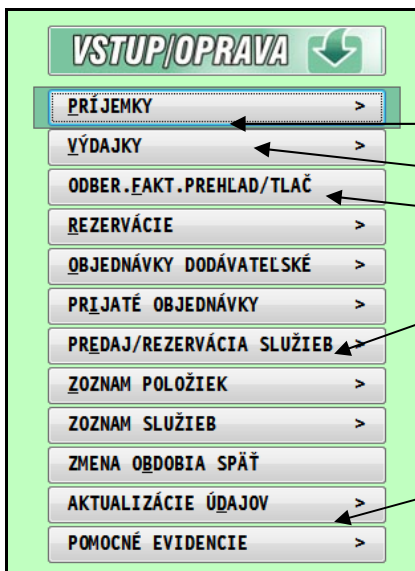 VSTUP/OPRAVA
PRÍJEMKY >
VÝDAJKY >
ODBER.FAKT.PREHĽAD/TLAČ
REZERVÁCIE >
OBJEDNÁVKY DODÁVATEĽSKÉ >
PRIJATÉ OBJEDNÁVKY >
PREDAJ/REZERVÁCIA SLUŽIEB >
ZOZNAM POLOŽIEK >
ZOZNAM SLUŽIEB >
ZMENA OBDOBIA SPÄŤ
AKTUALIZÁCIE ÚDAJOV >
POMOCNÉ EVIDENCIE >